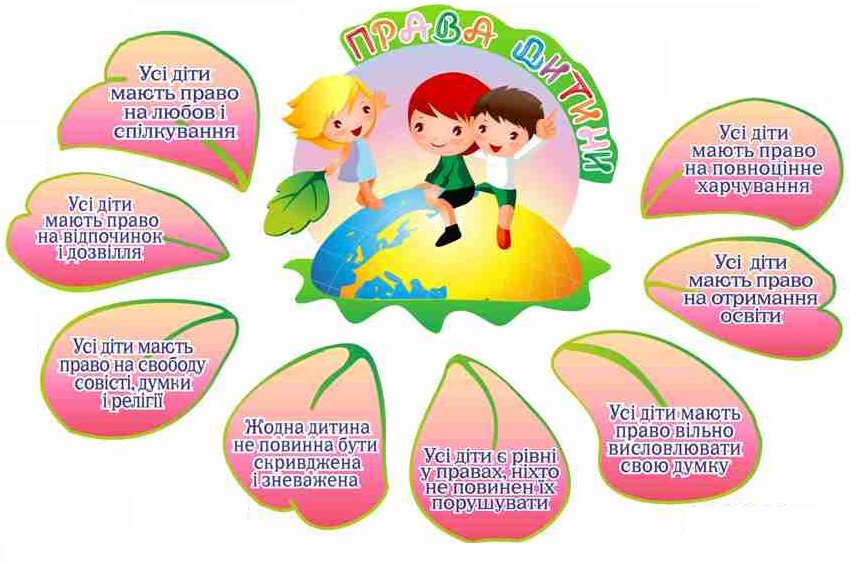 ПРАВА ДИТИНИ
Усі діти
мають право
на любов і
спілкування
Усі діти
мають право
на відпочинок
і дозвілля
Усі діти мають
право на свободу
совісті, думки
і релігії
Жодна дитина
не повинна бути
скривджена
і зневажена
Усі діти є рівні
у правах, ніхто
не повинен їх
порушувати
Усі діти мають
право вільно
висловлювати
свою думку
Усі діти
мають право
на отримання
освіти
Усі діти
мають право
на повноцінне
харчування